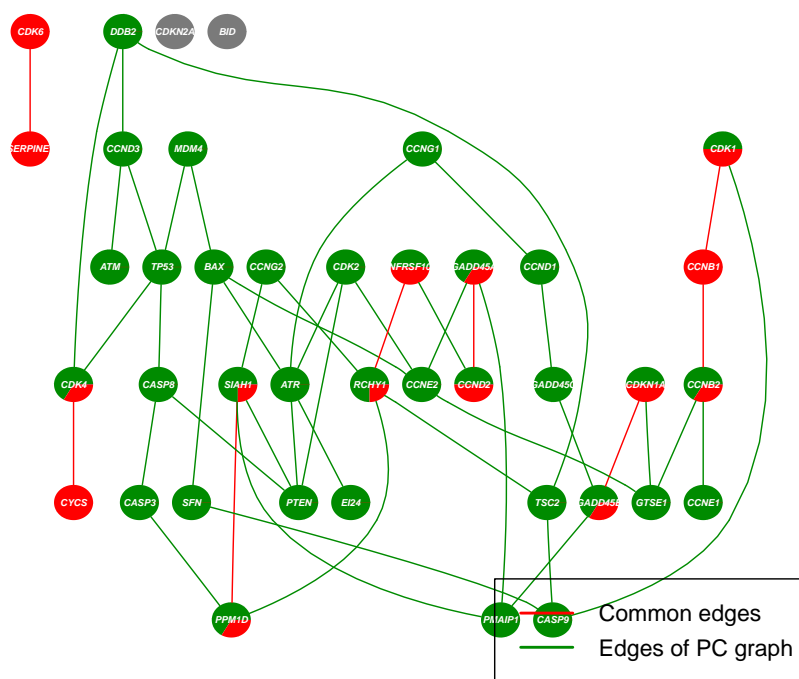 CDK6
DDB2
CDKN2A
BID
SERPINE
CCND3
MDM4
CCNG1
CDK1
ATM
TP53
BAX
CCNG2
CDK2
NFRSF10
GADD45A
CCND1
CCNB1
CDK4
CASP8
SIAH1
ATR
RCHY1
CCNE2
CCND2
GADD45G
CDKN1A
CCNB2
CYCS
CASP3
SFN
PTEN
EI24
TSC2
GADD45B
GTSE1
CCNE1
PPM1D
PMAIP1
CASP9
Common edges
Edges of PC graph